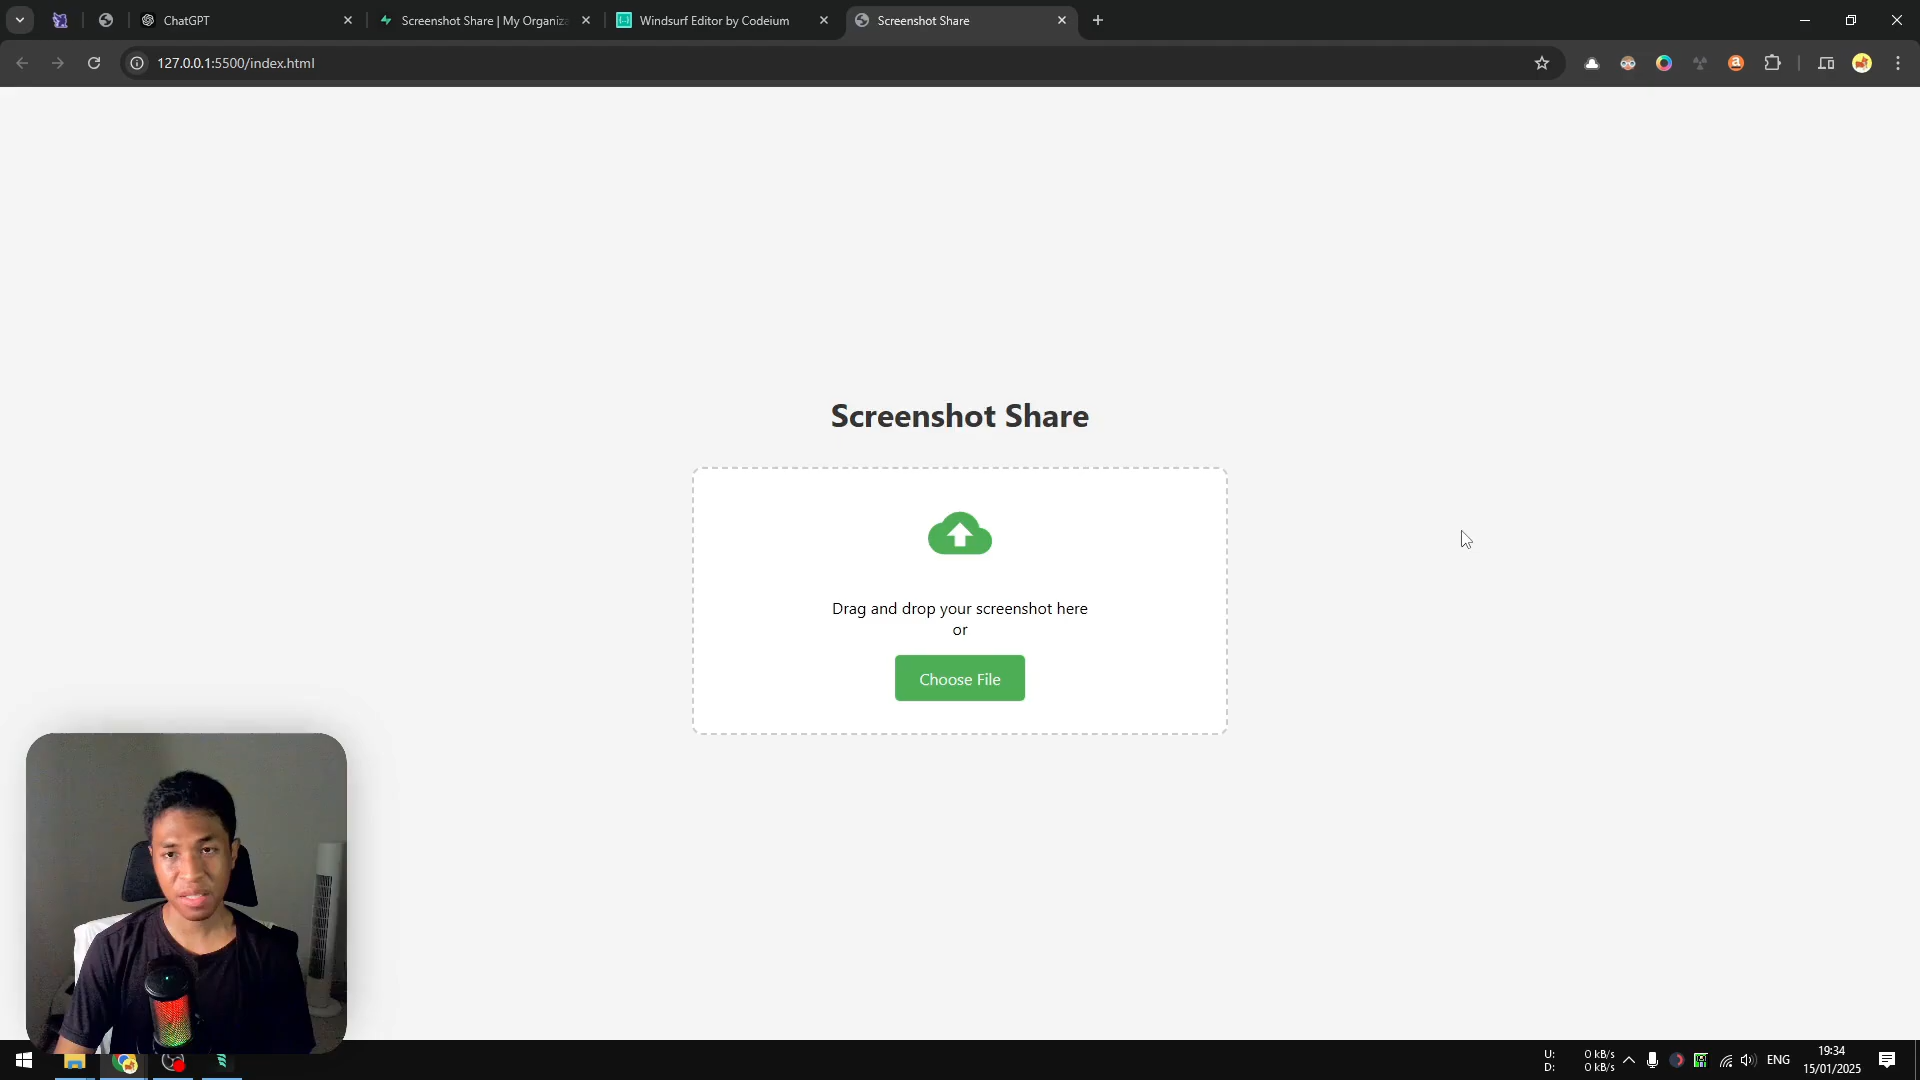 ChatGPT
Screenshot Share | My Organiza
Windsurf Editor by Codeium
Screenshot Share
127.0.0.1:5500/index.html
Screenshot Share
Drag and drop your screenshot here
or
Choose File
U: 0 kB/s
D: 0 kB/s
ENG
19:34
15/01/2025